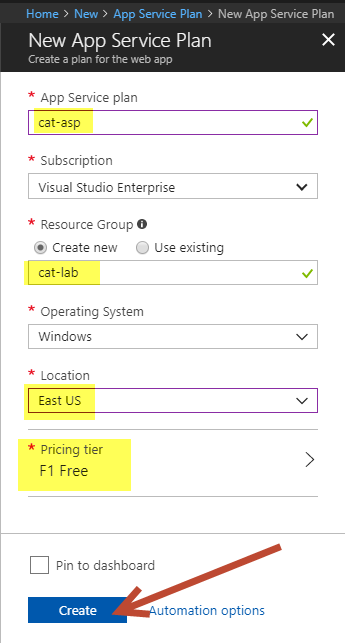 Home > New > App Service Plan > New App Service Plan
New App Service Plan
Create a plan for the web app
* App Service plan
cat-asp
* Subscription
Visual Studio Enterprise
* Resource Group
Create new Use existing
cat-lab
* Operating System
Windows
* Location
East US
* Pricing tier
F1 Free
Pin to dashboard
Create Automation options